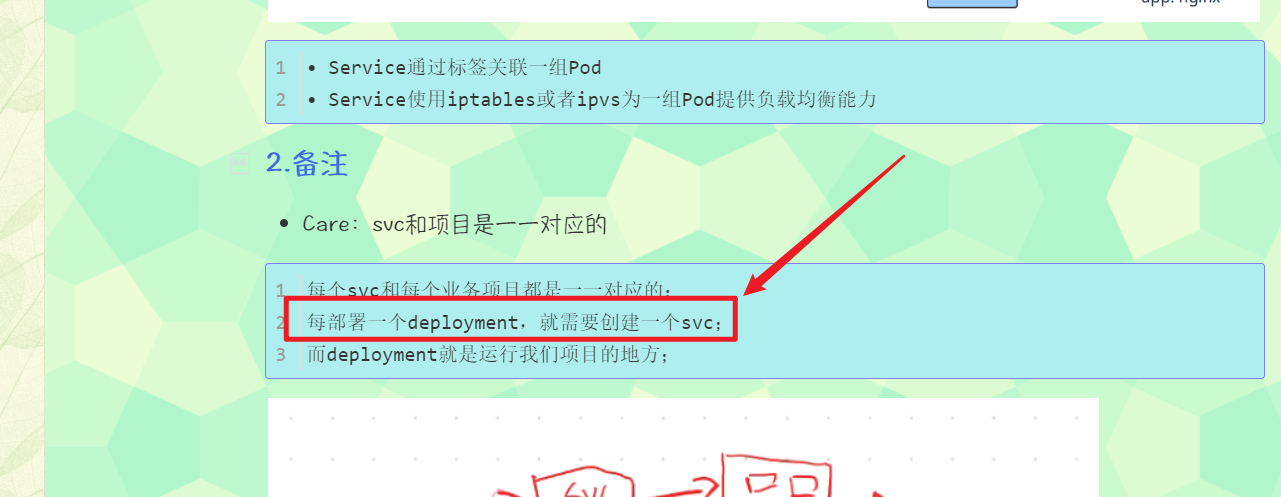 app: nginx
1 • Service通过标签关联一组Pod
2 • Service使用iptables或者ipvs为一组Pod提供负载均衡能力
2.备注
• Care: svc和项目是一一对应的
1 每个svc和每个业务项目都是一一对应的;
2 每部署一个deployment，就需要创建一个svc;
3 而deployment就是运行我们项目的地方;
svc